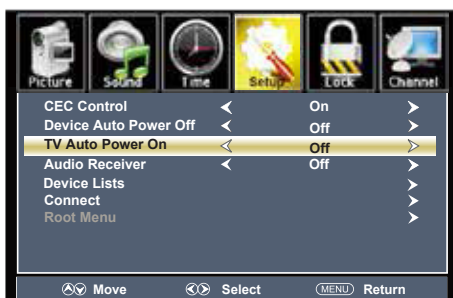 Picture Sound Time Setup Lock Channel
CEC Control On
Device Auto Power Off Off
TV Auto Power On Off
Audio Receiver Off
Device Lists
Connect
Root Menu
Move Select MENU Return